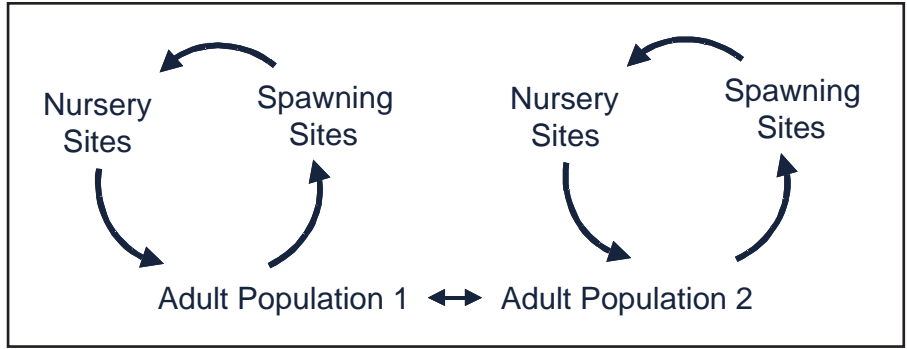 Nursery
Sites
Spawning
Sites
Nursery
Sites
Spawning
Sites
Adult Population 1
Adult Population 2